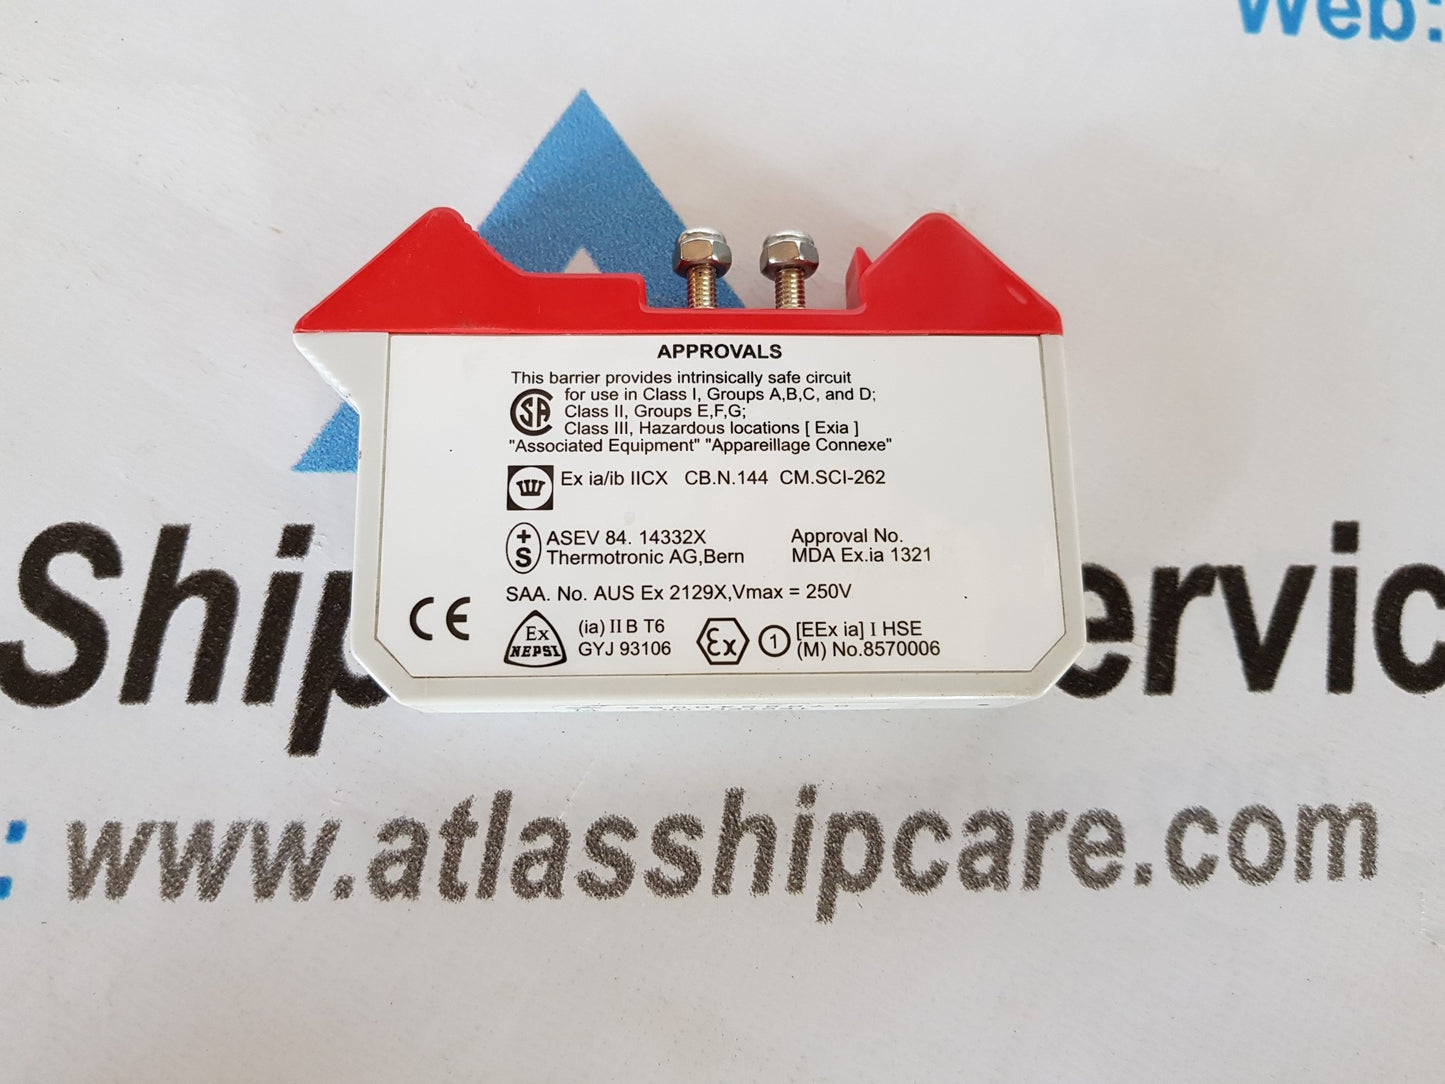 Web:
APPROVALS
This barrier provides intrinsically safe circuit
for use in Class I, Groups A,B,C, and D;
Class II, Groups E,F,G;
Class III, Hazardous locations [ Exia ]
"Associated Equipment" "Appareillage Connexe"
Ex ia/ib IICX CB.N.144 CM.SCI-262
ASEV 84. 14332X
Thermotronic AG,Bern
Approval No.
MDA Ex.ia 1321
SAA. No. AUS Ex 2129X,Vmax = 250V
CE
Ex
NEPSI
(ia) II B T6
GYJ 93106
Ex
1
[EEx ia] I HSE
(M) No.8570006
SA
+
S
Ship ervic
: www.atlasshipcare.com